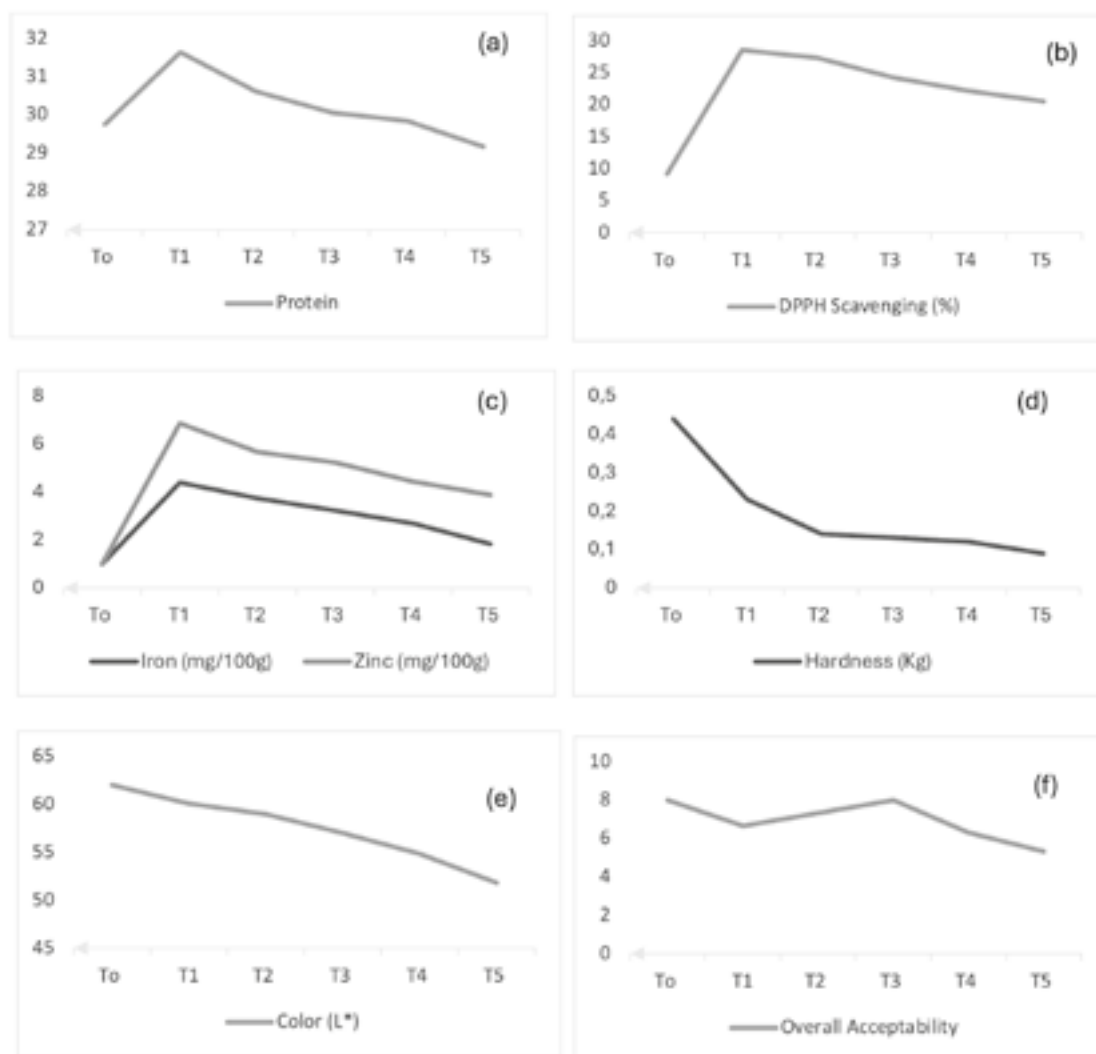 (a)
32
31
30
29
28
27
To T1 T2 T3 T4 T5
Protein
(b)
30
25
20
15
10
5
0
To T1 T2 T3 T4 T5
DPPH Scavenging (%)
(c)
8
6
4
2
0
To T1 T2 T3 T4 T5
Iron (mg/100g) Zinc (mg/100g)
(d)
0,5
0,4
0,3
0,2
0,1
0
To T1 T2 T3 T4 T5
Hardness (Kg)
(e)
65
60
55
50
45
To T1 T2 T3 T4 T5
Color (L*)
(f)
10
8
6
4
2
0
To T1 T2 T3 T4 T5
Overall Acceptability